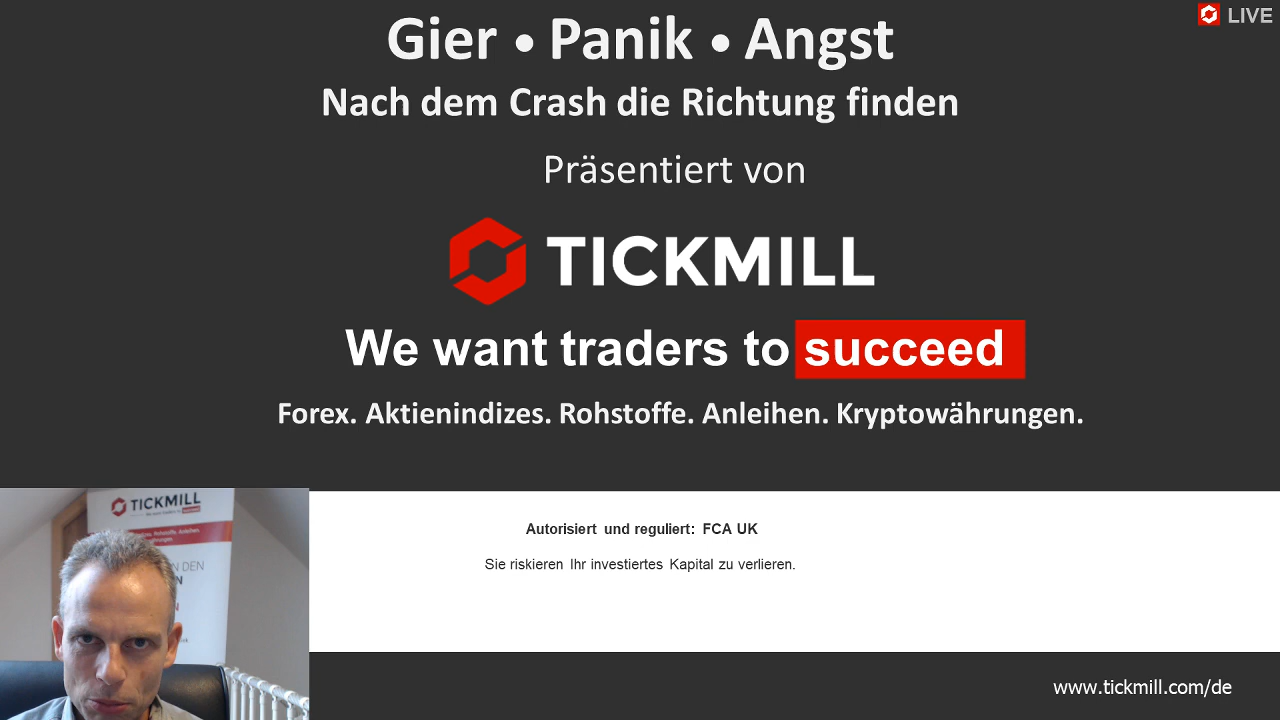 LIVE
Gier • Panik • Angst
Nach dem Crash die Richtung finden
Präsentiert von
TICKMILL
We want traders to succeed
Forex. Aktienindizes. Rohstoffe. Anleihen. Kryptowährungen.
TICKMILL
Autorisiert und reguliert: FCA UK
Sie riskieren Ihr investiertes Kapital zu verlieren.
www.tickmill.com/de